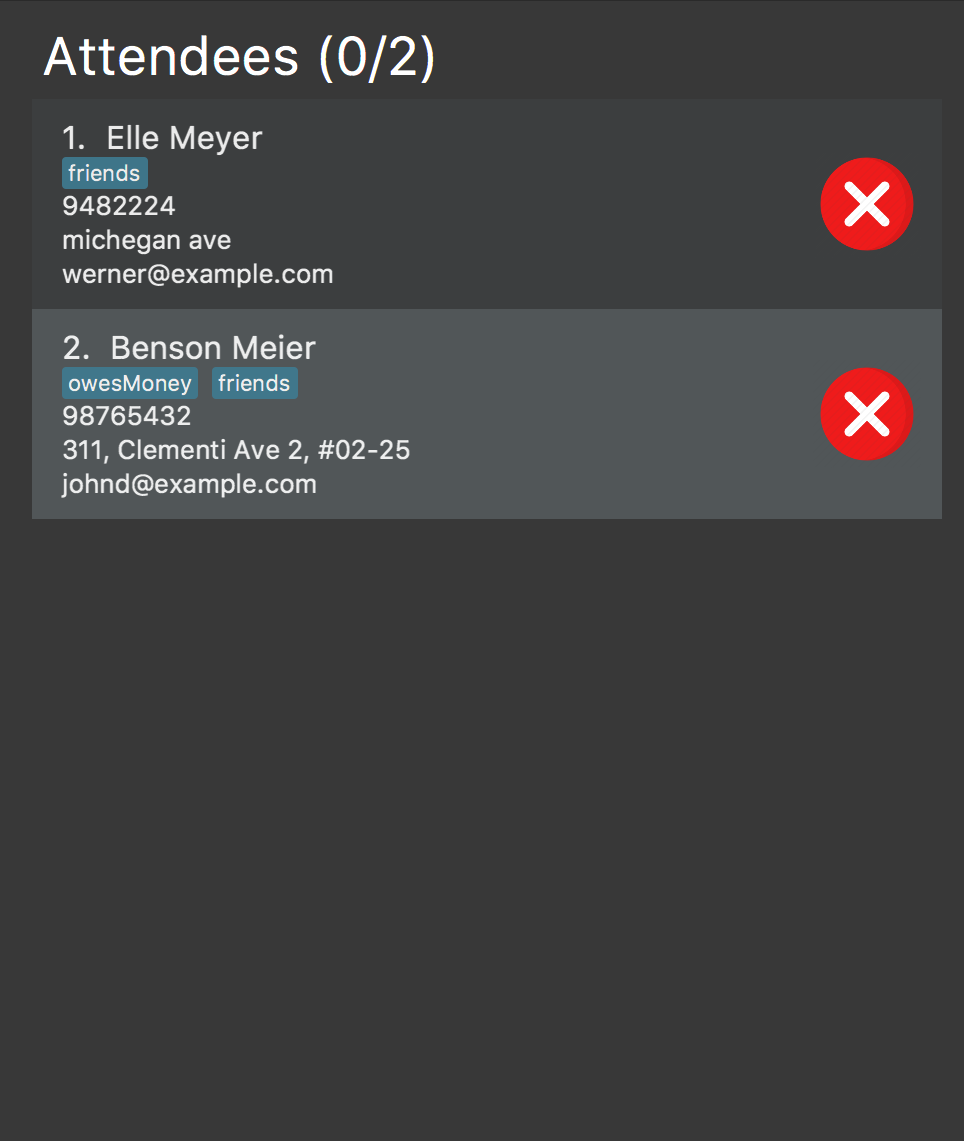 Attendees (0/2)
1. Elle Meyer
friends
9482224
michegan ave
werner@example.com
2. Benson Meier
owesMoney friends
98765432
311, Clementi Ave 2, #02-25
johnd@example.com